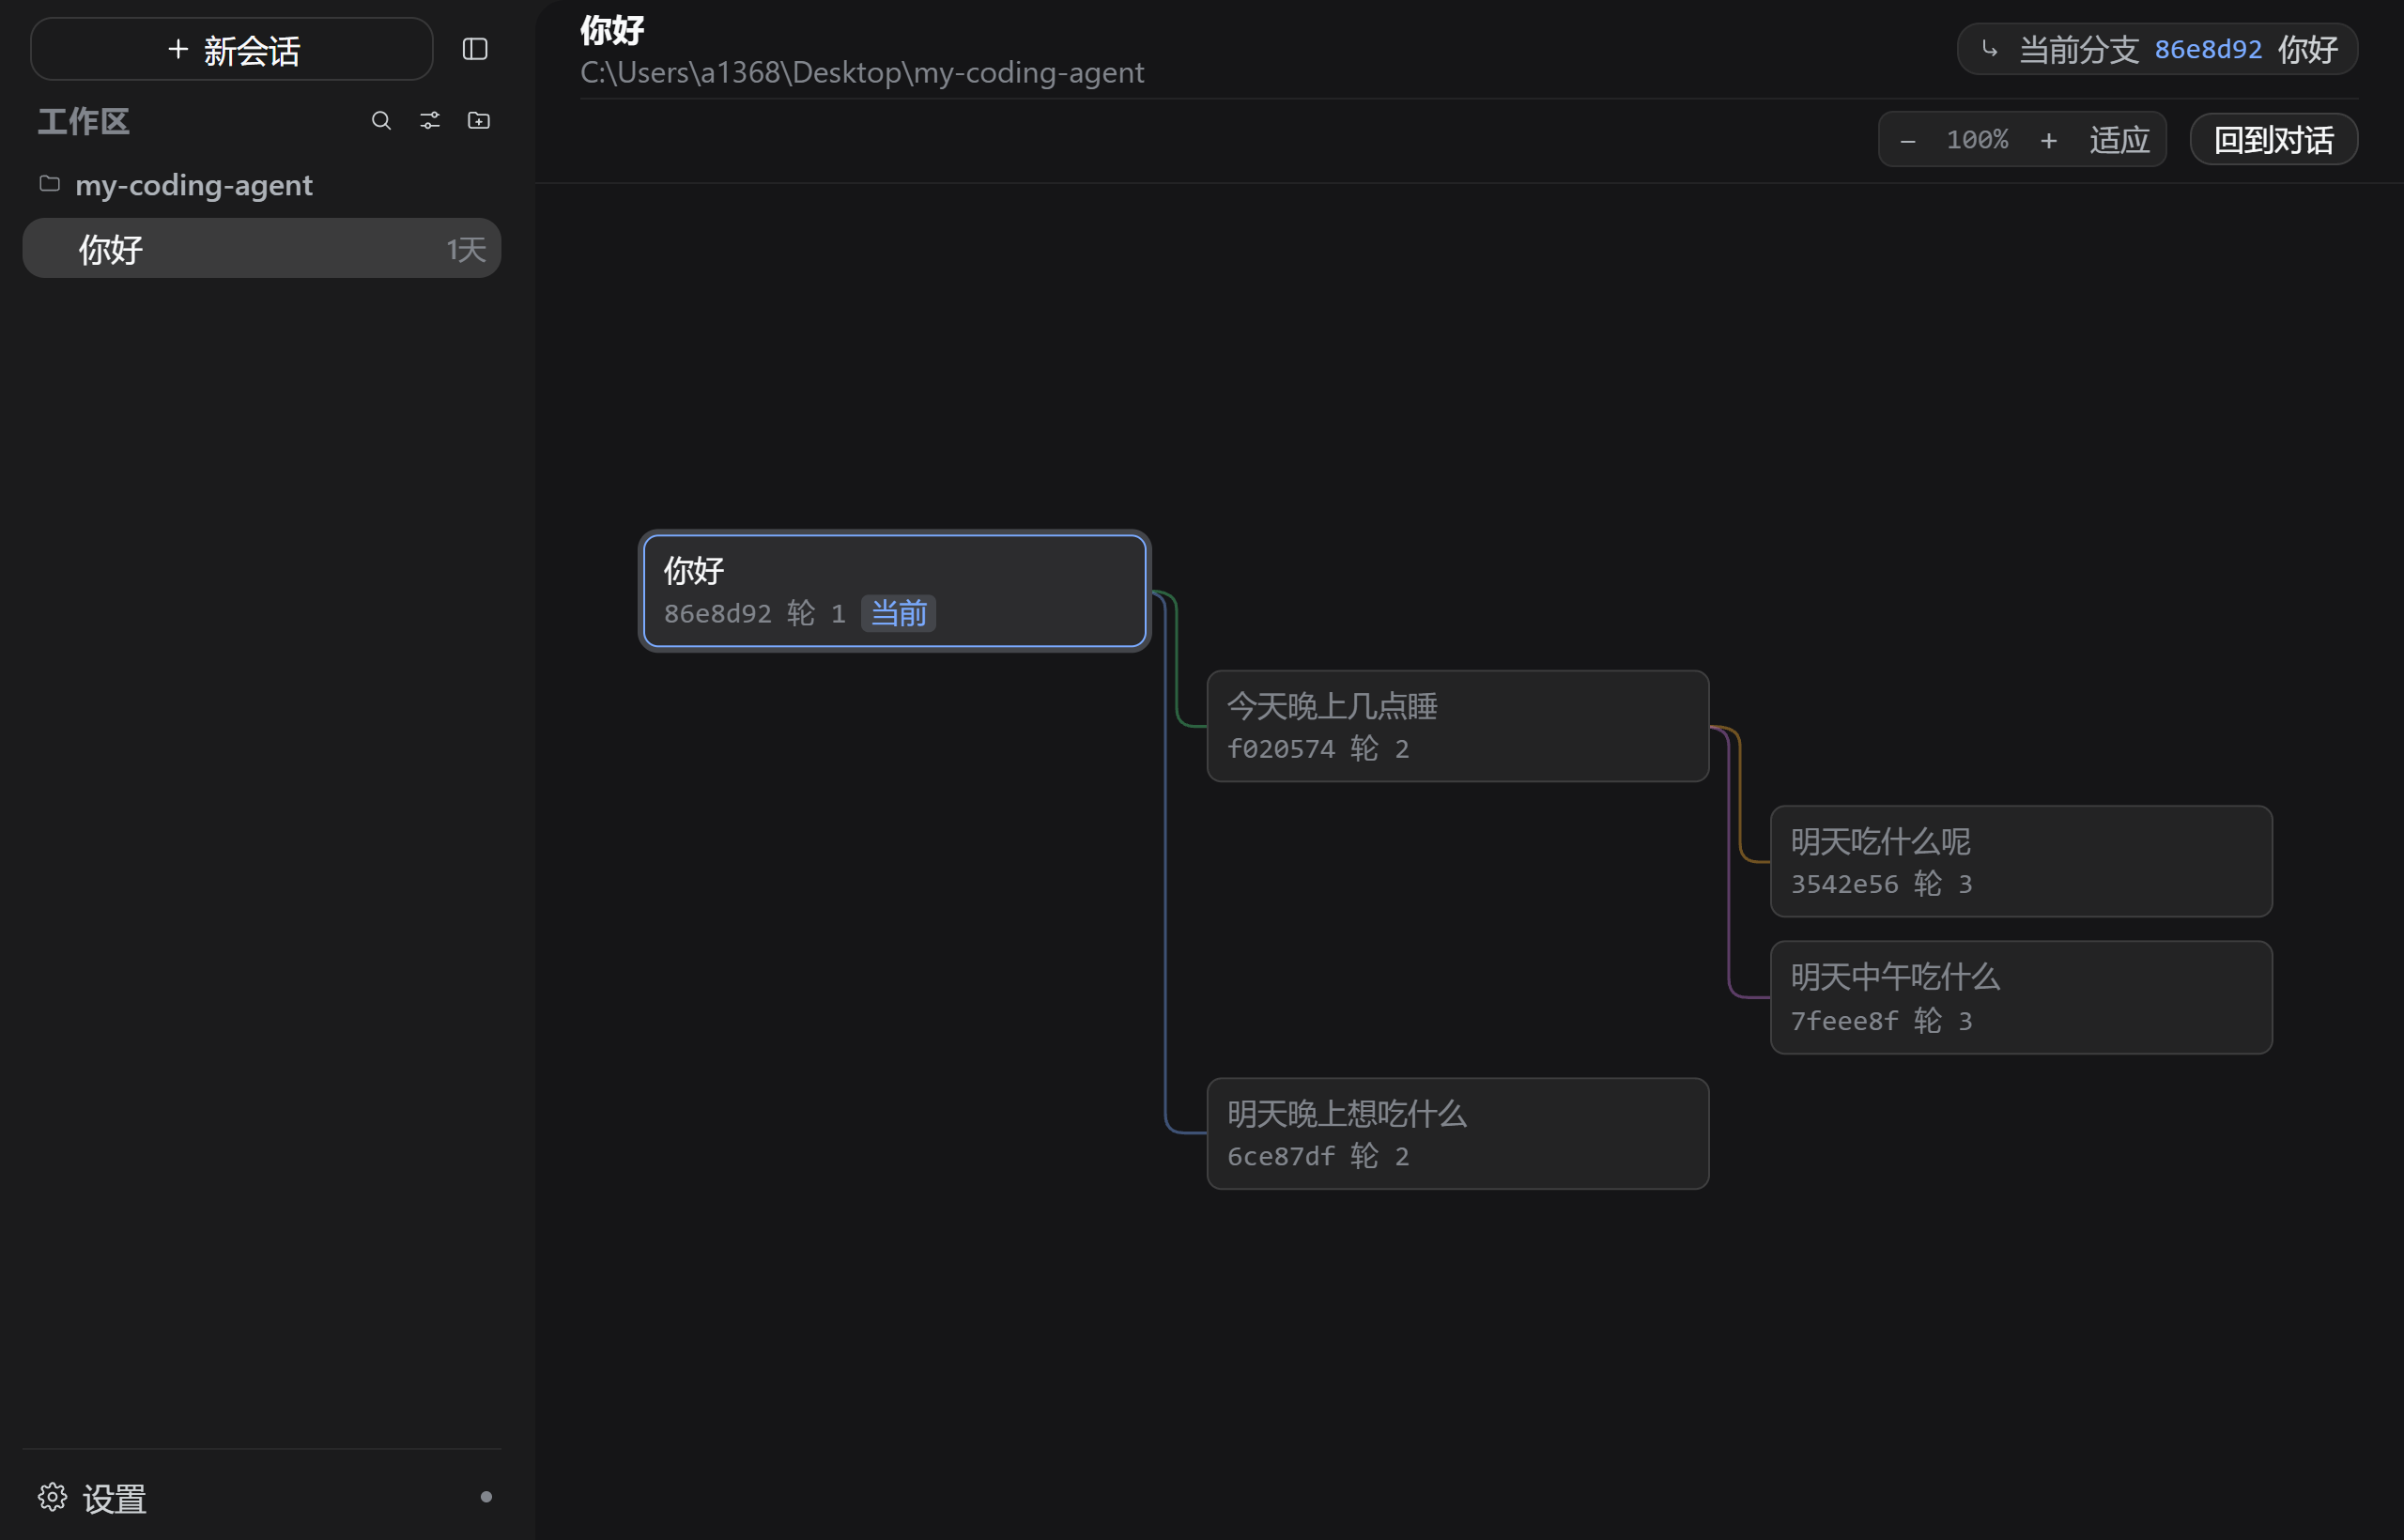 + 新会话
工作区
my-coding-agent
你好 1天
设置
你好
C:\Users\a1368\Desktop\my-coding-agent
当前分支 86e8d92 你好
− 100% + 适应 回到对话
你好
86e8d92 轮 1 当前
今天晚上几点睡
f020574 轮 2
明天吃什么呢
3542e56 轮 3
明天中午吃什么
7feee8f 轮 3
明天晚上想吃什么
6ce87df 轮 2